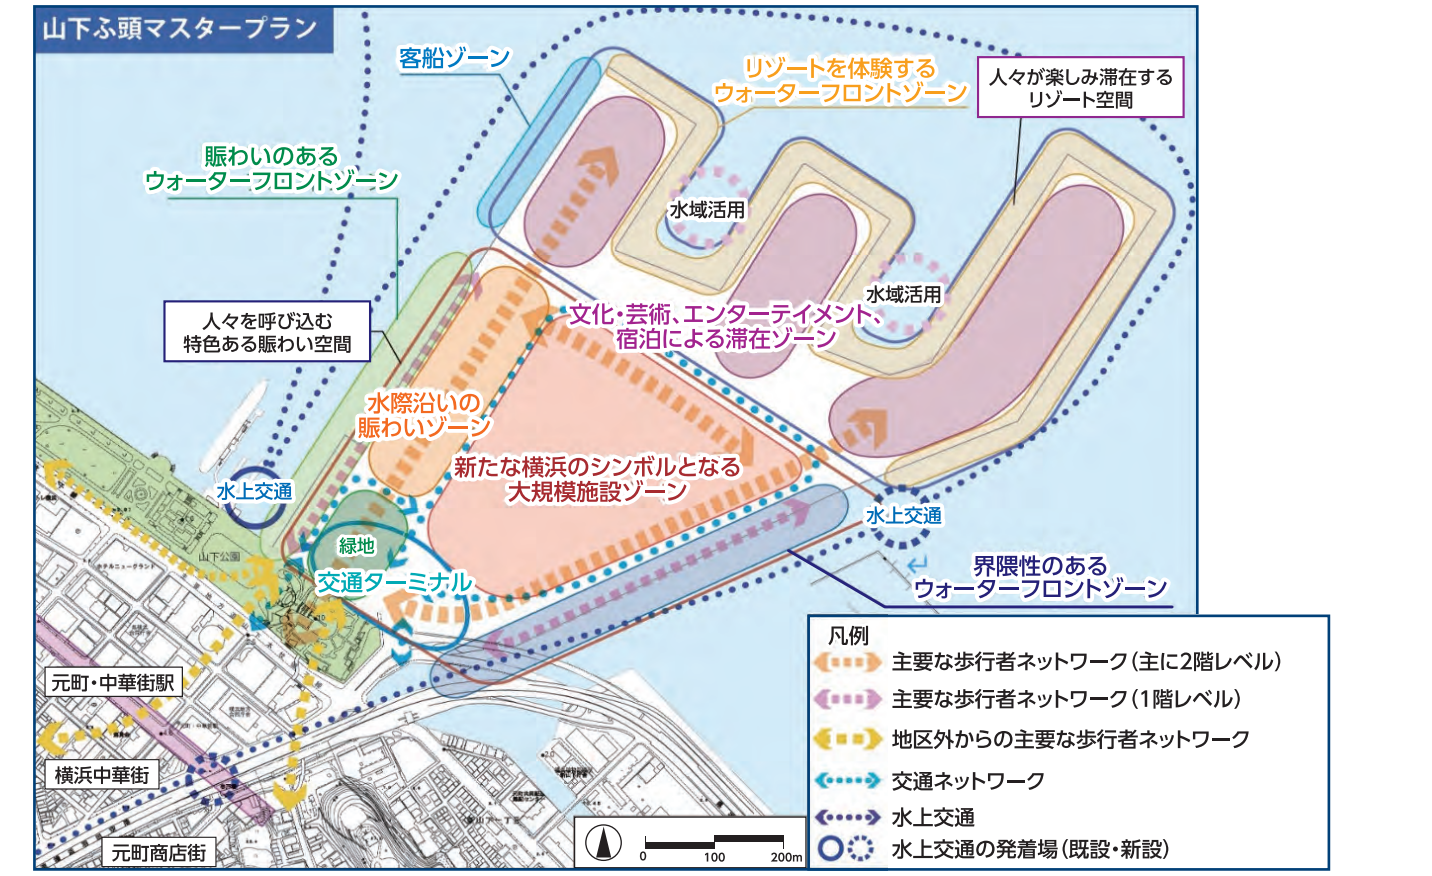 山下ふ頭マスタープラン
客船ゾーン
リゾートを体験する
ウォーターフロントゾーン
人々が楽しみ滞在する
リゾート空間
賑わいのある
ウォーターフロントゾーン
水域活用
水域活用
人々を呼び込む
特色ある賑わい空間
文化・芸術、エンターテイメント、
宿泊による滞在ゾーン
水際沿いの
賑わいゾーン
新たな横浜のシンボルとなる
大規模施設ゾーン
水上交通
水上交通
緑地
山下公園
交通ターミナル
ホテルニューグランド
界隈性のある
ウォーターフロントゾーン
元町・中華街駅
横浜中華街
元町商店街
凡例
主要な歩行者ネットワーク（主に2階レベル）
主要な歩行者ネットワーク（1階レベル）
地区外からの主要な歩行者ネットワーク
交通ネットワーク
水上交通
水上交通の発着場（既設・新設）
0 100 200m